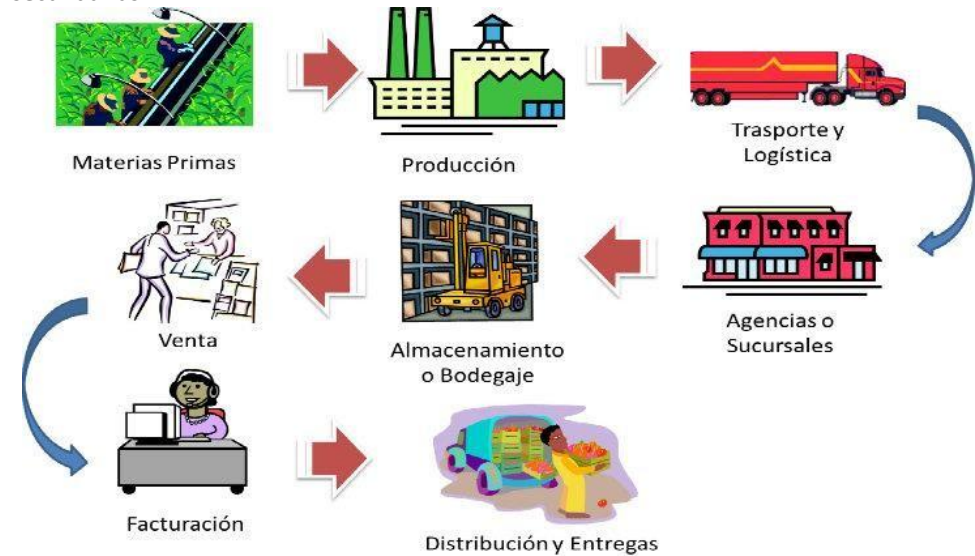 Materias Primas
Producción
Trasporte y
Logística
Agencias o
Sucursales
Almacenamiento
o Bodegaje
Venta
Facturación
Distribución y Entregas